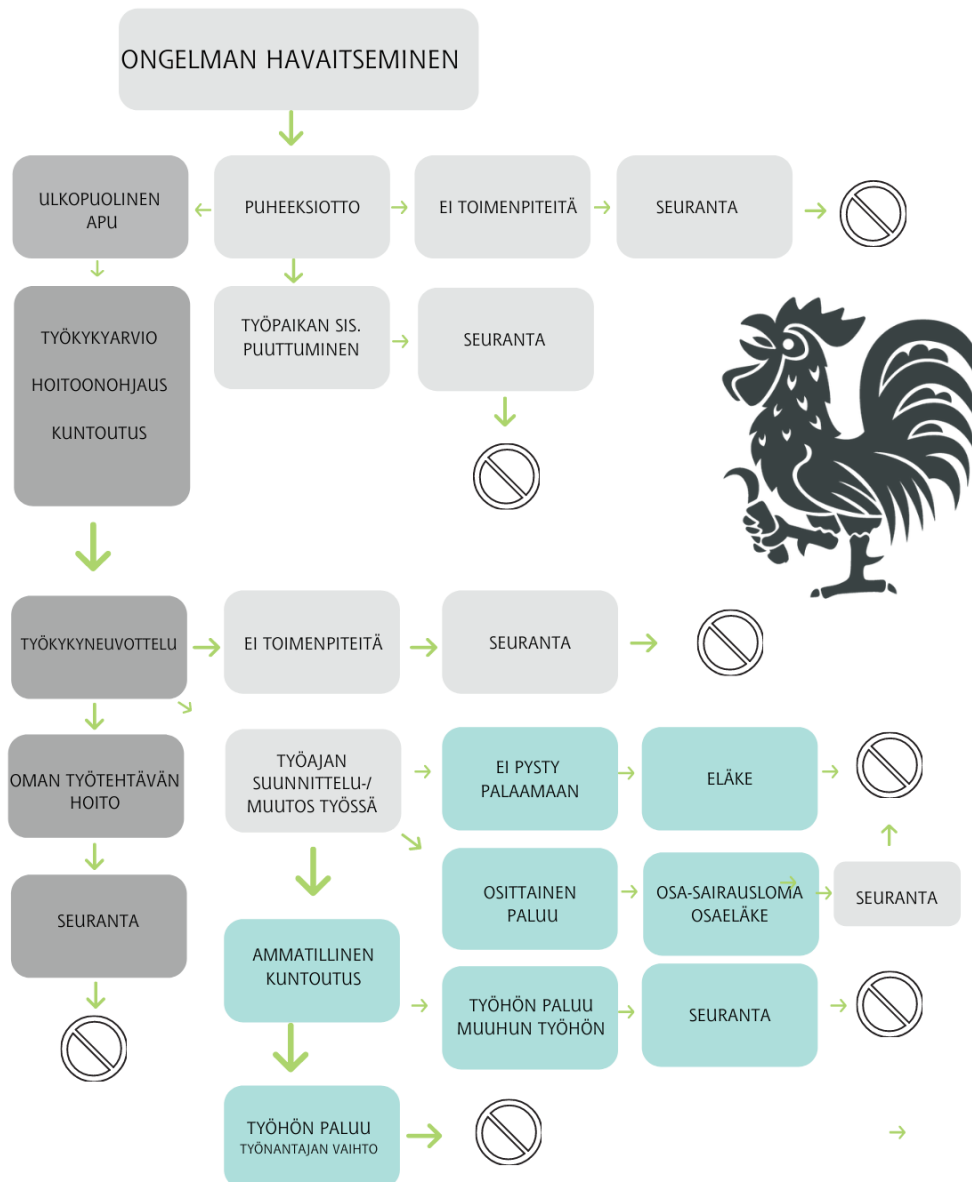 ONGELMAN HAVAITSEMINEN
ULKOPUOLINEN
APU
PUHEEKSIOTTO
EI TOIMENPITEITÄ
SEURANTA
TYÖKYKYARVIO
HOITOONOHJAUS
KUNTOUTUS
TYÖPAIKAN SIS.
PUUTTUMINEN
SEURANTA
TYÖKYKYNEUVOTTELU
EI TOIMENPITEITÄ
SEURANTA
OMAN TYÖTEHTÄVÄN
HOITO
TYÖAJAN
SUUNNITTELU-/
MUUTOS TYÖSSÄ
EI PYSTY
PALAAMAAN
ELÄKE
SEURANTA
OSITTAINEN
PALUU
OSA-SAIRAUSLOMA
OSAELÄKE
SEURANTA
AMMATILLINEN
KUNTOUTUS
TYÖHÖN PALUU
MUUHUN TYÖHÖN
SEURANTA
TYÖHÖN PALUU
TYÖNANTAJAN VAIHTO